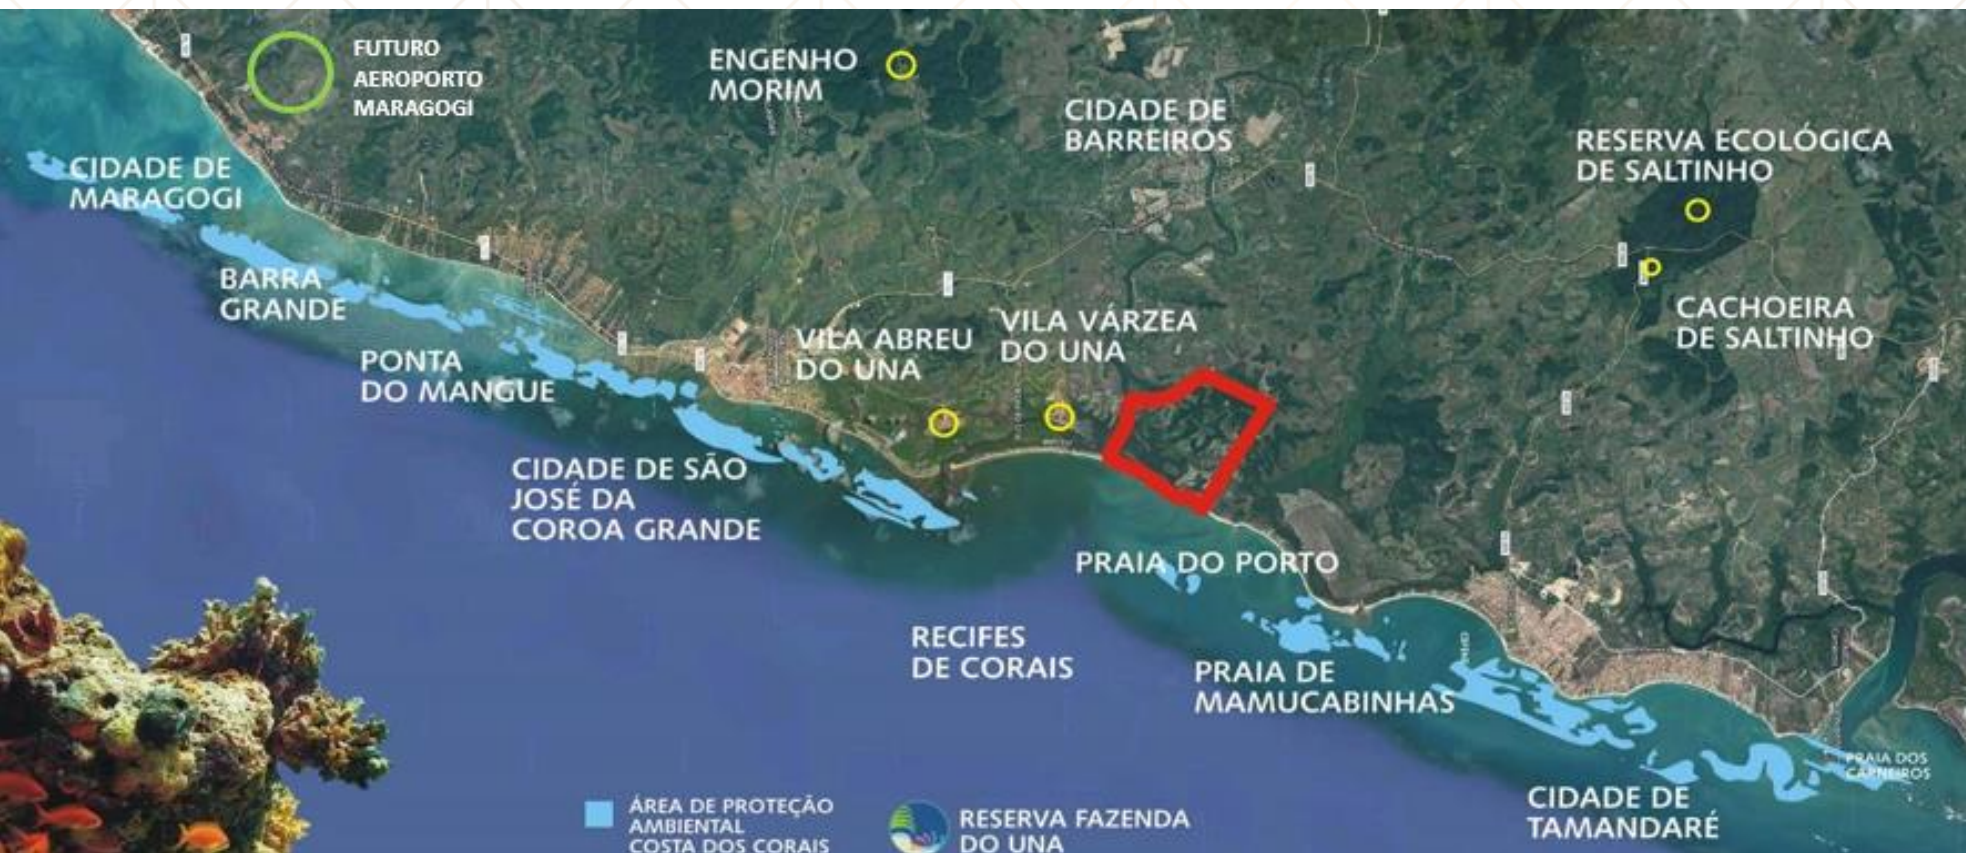 FUTURO
AEROPORTO
MARAGOGI
ENGENHO
MORIM
CIDADE DE
BARREIROS
RESERVA ECOLÓGICA
DE SALTINHO
CIDADE DE
MARAGOGI
BARRA
GRANDE
CACHOEIRA
DE SALTINHO
VILA ABREU
DO UNA
VILA VÁRZEA
DO UNA
PONTA
DO MANGUE
CIDADE DE SÃO
JOSÉ DA
COROA GRANDE
PRAIA DO PORTO
RECIFES
DE CORAIS
PRAIA DE
MAMUCABINHAS
PRAIA DOS
CARNEIROS
CIDADE DE
TAMANDARÉ
ÁREA DE PROTEÇÃO
AMBIENTAL
COSTA DOS CORAIS
RESERVA FAZENDA
DO UNA